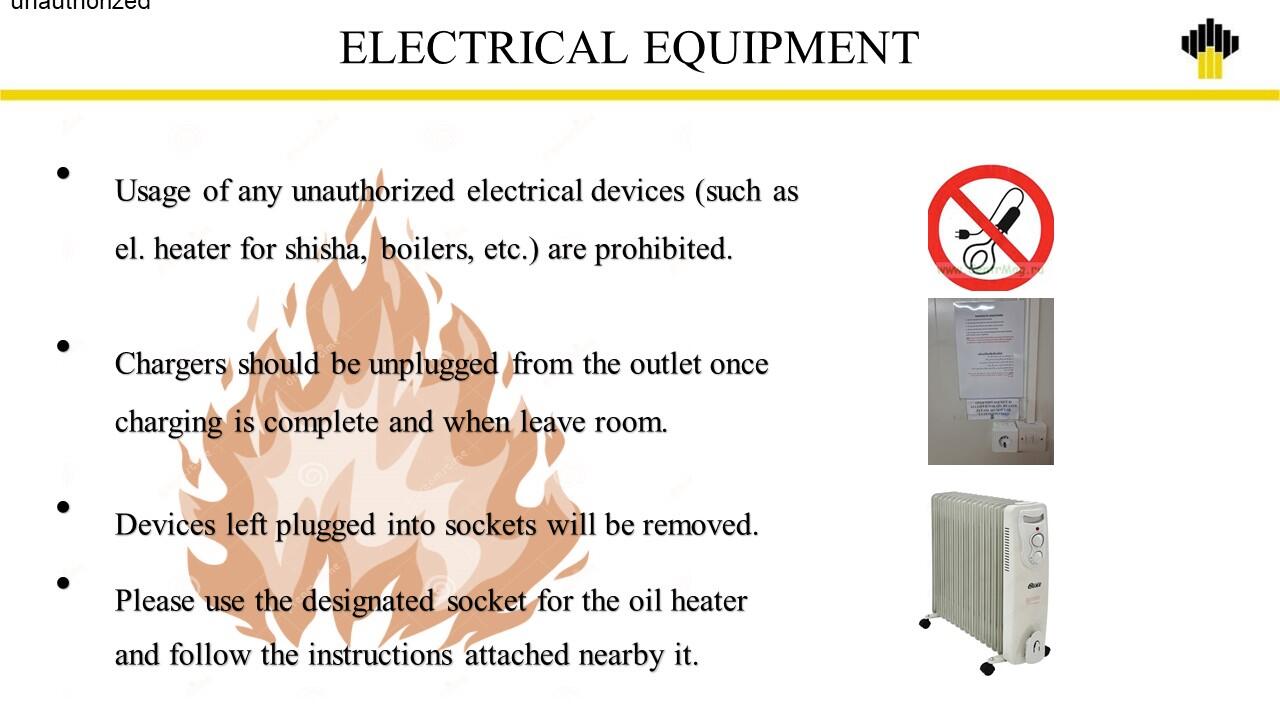 unauthorized
ELECTRICAL EQUIPMENT
• Usage of any unauthorized electrical devices (such as
el. heater for shisha, boilers, etc.) are prohibited.
• Chargers should be unplugged from the outlet once
charging is complete and when leave room.
• Devices left plugged into sockets will be removed.
• Please use the designated socket for the oil heater
and follow the instructions attached nearby it.